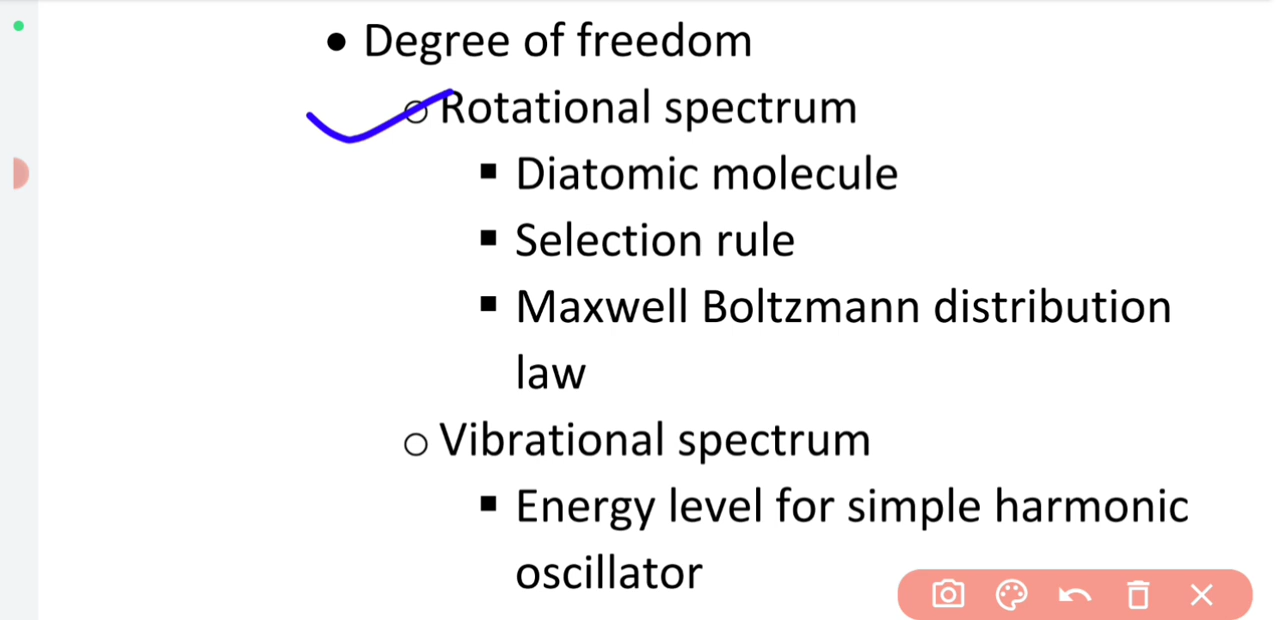 • Degree of freedom
○ Rotational spectrum
▪ Diatomic molecule
▪ Selection rule
▪ Maxwell Boltzmann distribution
law
○ Vibrational spectrum
▪ Energy level for simple harmonic
oscillator